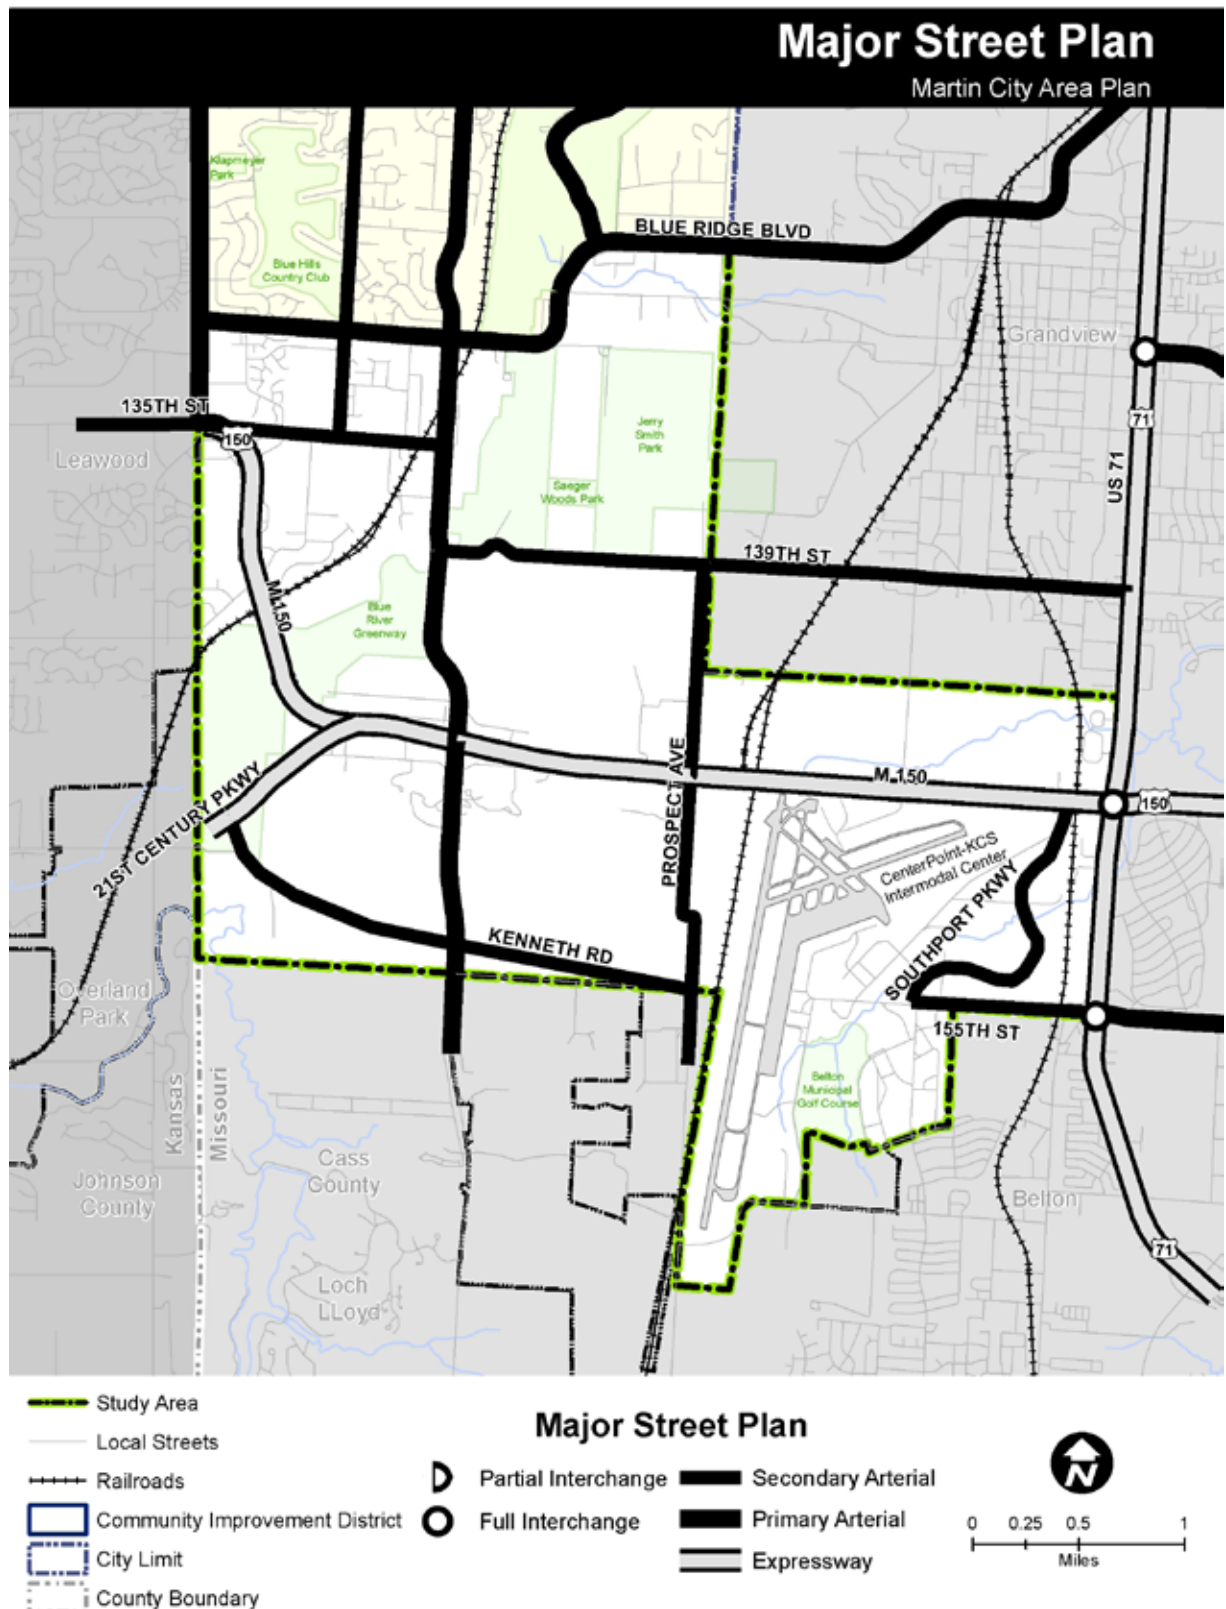 Major Street Plan
Martin City Area Plan
Klapmeyer
Park
Blue Hills
Country Club
BLUE RIDGE BLVD
Grandview
135TH ST
150
71
Leawood
Jerry
Smith
Park
US 71
Saeger
Woods Park
139TH ST
M 150
Blue
River
Greenway
PROSPECT AVE
M 150
150
21ST CENTURY PKWY
CenterPoint-KCS
Intermodal Center
SOUTHPORT PKWY
KENNETH RD
Overland
Park
155TH ST
Kansas
Missouri
Belton
Municipal
Golf Course
Johnson
County
Cass
County
Belton
71
Loch
LLoyd
Study Area
Local Streets
Railroads
Community Improvement District
City Limit
County Boundary
Major Street Plan
Partial Interchange
Full Interchange
Secondary Arterial
Primary Arterial
Expressway
N
0 0.25 0.5 1
Miles